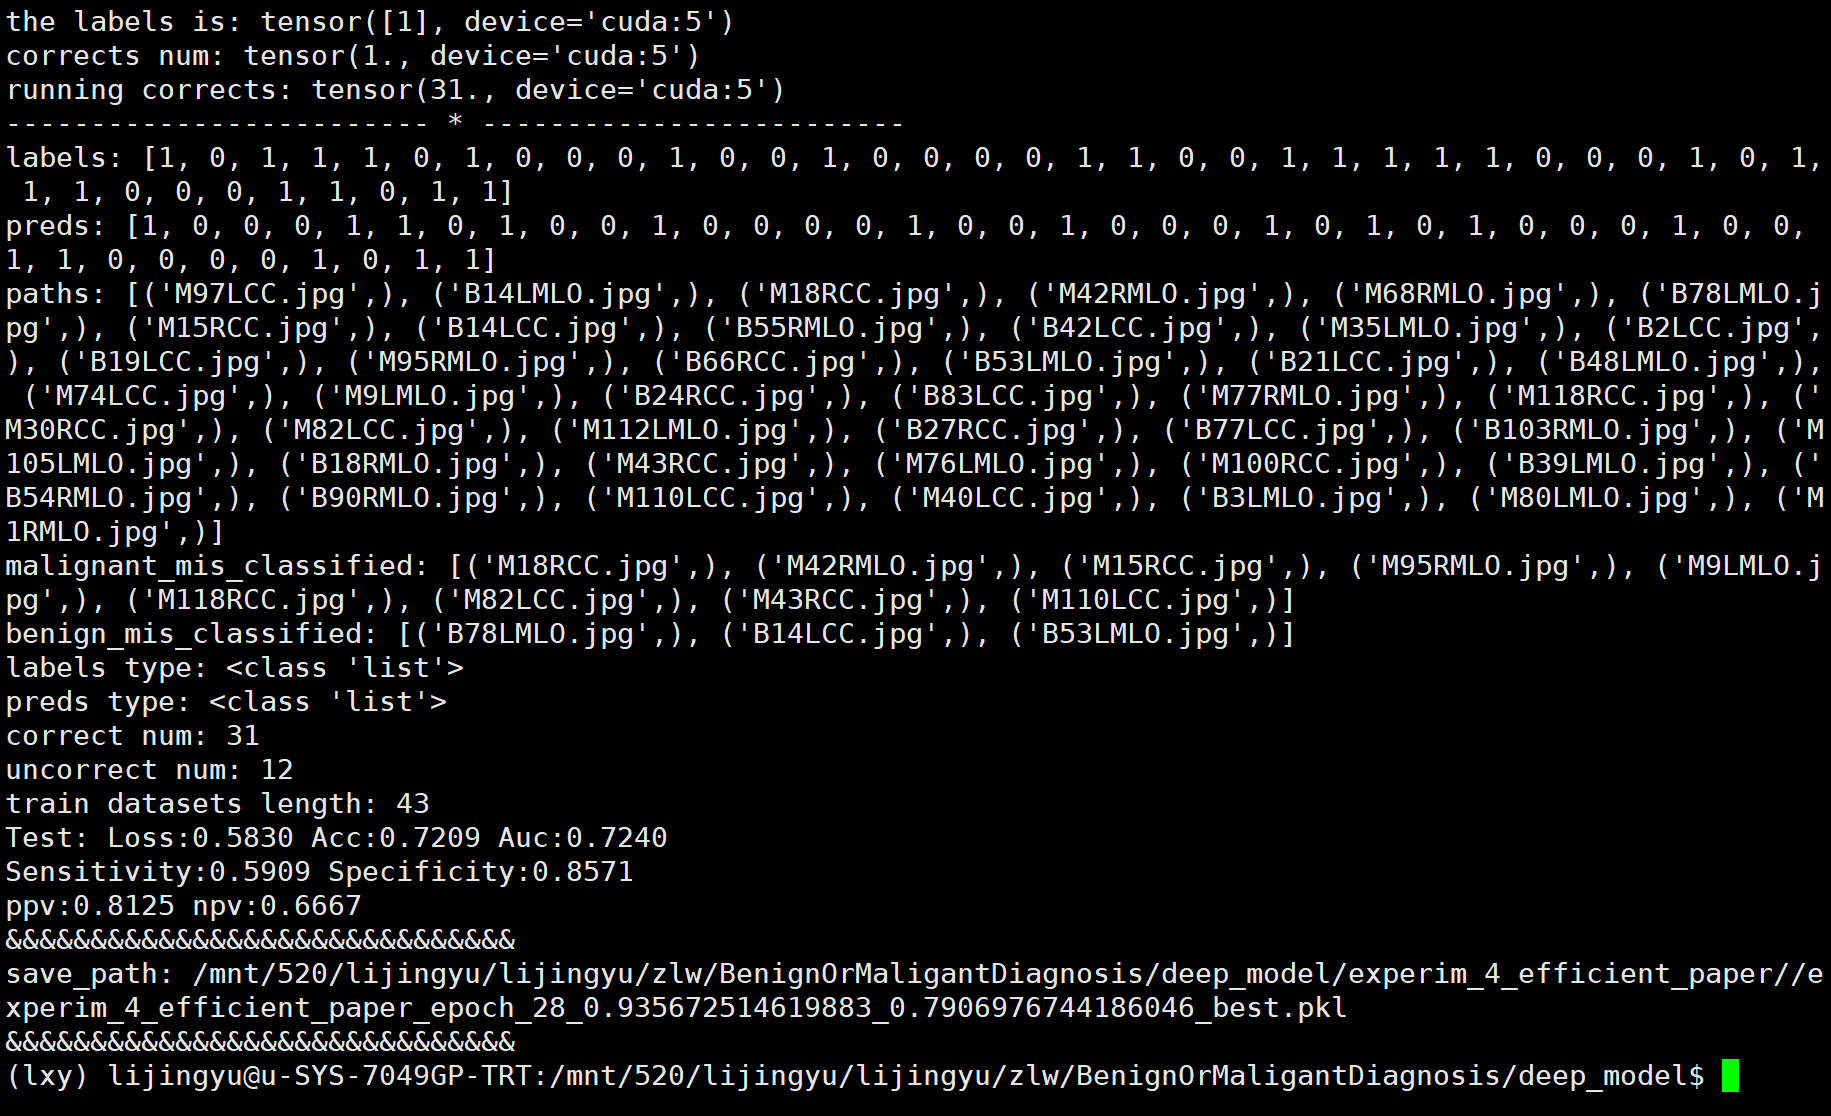 the labels is: tensor([1], device='cuda:5')
corrects num: tensor(1., device='cuda:5')
running corrects: tensor(31., device='cuda:5')
------------------------- * -------------------------
labels: [1, 0, 1, 1, 1, 0, 1, 0, 0, 0, 1, 0, 0, 1, 0, 0, 0, 0, 1, 1, 0, 0, 1, 1, 1, 1, 1, 0, 0, 0, 1, 0, 1,
 1, 1, 0, 0, 0, 1, 1, 0, 1, 1]
preds: [1, 0, 0, 0, 1, 1, 0, 1, 0, 0, 1, 0, 0, 0, 0, 1, 0, 0, 1, 0, 0, 0, 1, 0, 1, 0, 1, 0, 0, 0, 1, 0, 0,
1, 1, 0, 0, 0, 0, 1, 0, 1, 1]
paths: [('M97LCC.jpg',), ('B14LMLO.jpg',), ('M18RCC.jpg',), ('M42RMLO.jpg',), ('M68RMLO.jpg',), ('B78LMLO.j
pg',), ('M15RCC.jpg',), ('B14LCC.jpg',), ('B55RMLO.jpg',), ('B42LCC.jpg',), ('M35LMLO.jpg',), ('B2LCC.jpg',
), ('B19LCC.jpg',), ('M95RMLO.jpg',), ('B66RCC.jpg',), ('B53LMLO.jpg',), ('B21LCC.jpg',), ('B48LMLO.jpg',),
 ('M74LCC.jpg',), ('M9LMLO.jpg',), ('B24RCC.jpg',), ('B83LCC.jpg',), ('M77RMLO.jpg',), ('M118RCC.jpg',), ('
M30RCC.jpg',), ('M82LCC.jpg',), ('M112LMLO.jpg',), ('B27RCC.jpg',), ('B77LCC.jpg',), ('B103RMLO.jpg',), ('M
105LMLO.jpg',), ('B18RMLO.jpg',), ('M43RCC.jpg',), ('M76LMLO.jpg',), ('M100RCC.jpg',), ('B39LMLO.jpg',), ('
B54RMLO.jpg',), ('B90RMLO.jpg',), ('M110LCC.jpg',), ('M40LCC.jpg',), ('B3LMLO.jpg',), ('M80LMLO.jpg',), ('M
1RMLO.jpg',)]
malignant_mis_classified: [('M18RCC.jpg',), ('M42RMLO.jpg',), ('M15RCC.jpg',), ('M95RMLO.jpg',), ('M9LMLO.j
pg',), ('M118RCC.jpg',), ('M82LCC.jpg',), ('M43RCC.jpg',), ('M110LCC.jpg',)]
benign_mis_classified: [('B78LMLO.jpg',), ('B14LCC.jpg',), ('B53LMLO.jpg',)]
labels type: <class 'list'>
preds type: <class 'list'>
correct num: 31
uncorrect num: 12
train datasets length: 43
Test: Loss:0.5830 Acc:0.7209 Auc:0.7240
Sensitivity:0.5909 Specificity:0.8571
ppv:0.8125 npv:0.6667
&&&&&&&&&&&&&&&&&&&&&&&&&&&&&&
save_path: /mnt/520/lijingyu/lijingyu/zlw/BenignOrMaligantDiagnosis/deep_model/experim_4_efficient_paper//e
xperim_4_efficient_paper_epoch_28_0.935672514619883_0.7906976744186046_best.pkl
&&&&&&&&&&&&&&&&&&&&&&&&&&&&&&
(lxy) lijingyu@u-SYS-7049GP-TRT:/mnt/520/lijingyu/lijingyu/zlw/BenignOrMaligantDiagnosis/deep_model$